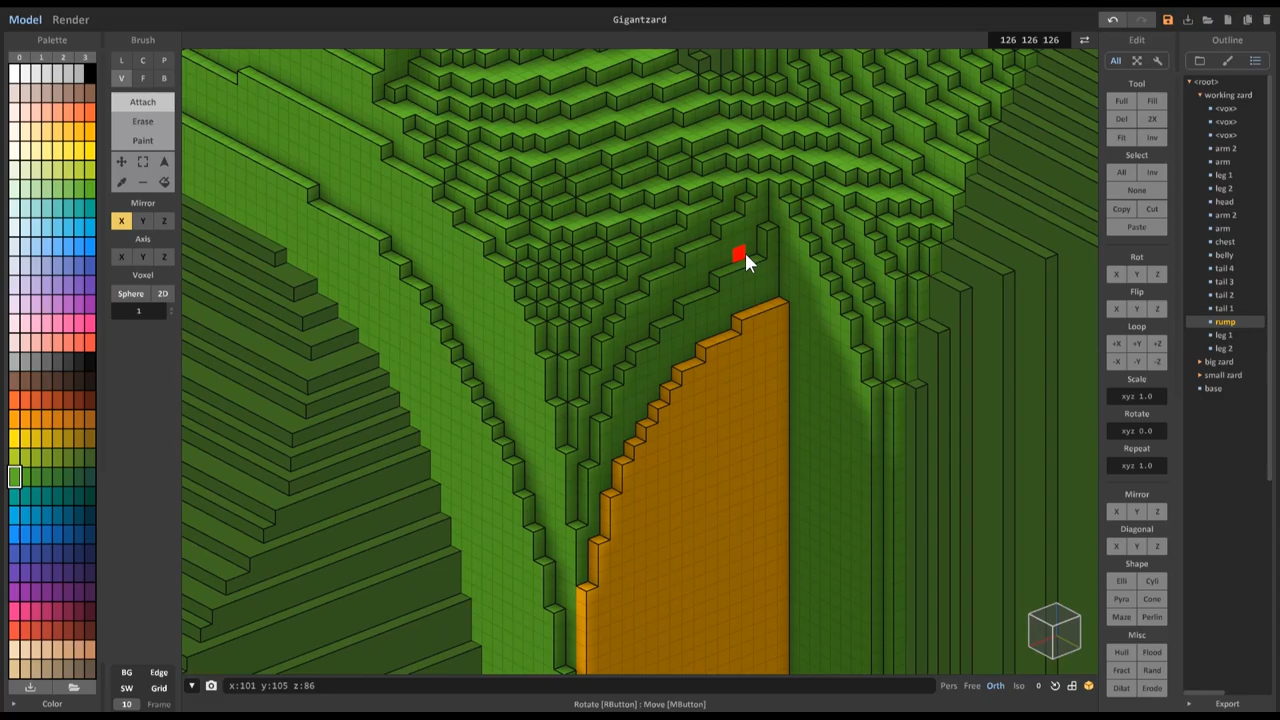 Model Render
Gigantzard
Palette
Brush
126 126 126
Edit
Outline
0 1 2 3
L C P
V F B
Attach
Erase
Paint
Mirror
X Y Z
Axis
X Y Z
Voxel
Sphere 2D
1
All
Tool
Full Fill
Del 2X
Fit Inv
Select
All Inv
None
Copy Cut
Paste
Rot
X Y Z
Flip
X Y Z
Loop
+X +Y +Z
-X -Y -Z
Scale
xyz 1.0
Rotate
xyz 0.0
Repeat
xyz 1.0
Mirror
X Y Z
Diagonal
X Y Z
Shape
Elli Cyli
Pyra Cone
Maze Perlin
Misc
Hull Flood
Fract Rand
Dilat Erode
<root>
working zard
<vox>
<vox>
<vox>
arm 2
arm
leg 1
leg 2
head
arm 2
arm
chest
belly
tail 4
tail 3
tail 2
tail 1
rump
leg 1
leg 2
big zard
small zard
base
BG Edge
SW Grid
10 Frame
Color
x:101 y:105 z:86
Pers Free Orth Iso 0
Rotate [RButton] : Move [MButton]
Export